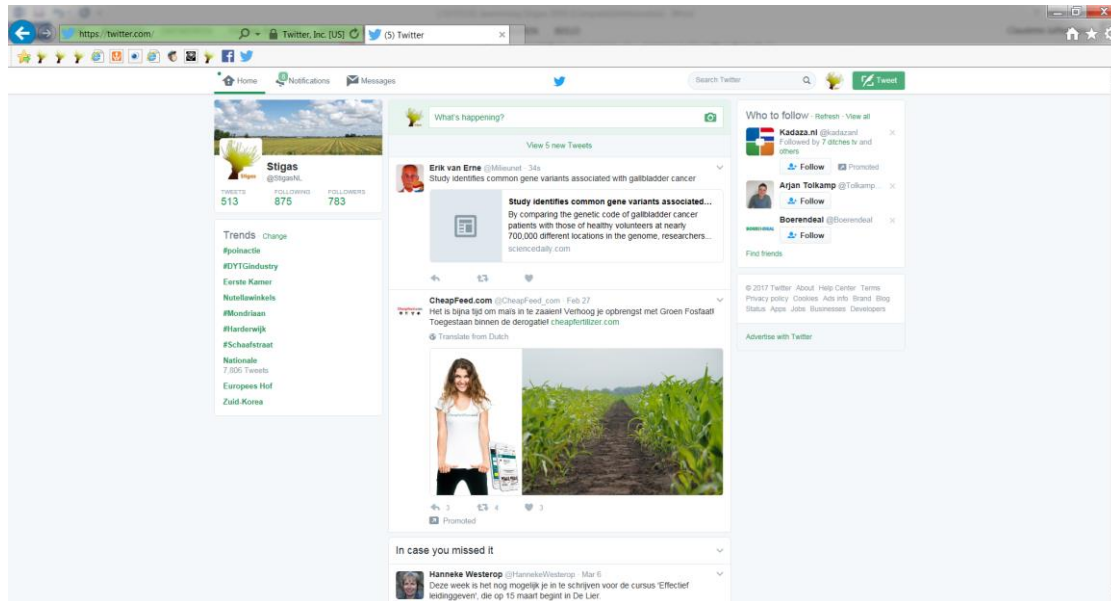 https://twitter.com/
Twitter, Inc. [US]
(5) Twitter
Home
Notifications
Messages
Search Twitter
Tweet
Stigas
Stigas
@StigasNL
TWEETS FOLLOWING FOLLOWERS
513 875 783
Trends · Change
#poinactie
#DYTGindustry
Eerste Kamer
Nutellawinkels
#Mondriaan
#Harderwijk
#Schaafstraat
Nationale
7,806 Tweets
Europees Hof
Zuid-Korea
What's happening?
View 5 new Tweets
Erik van Erne @Milieunet · 34s
Study identifies common gene variants associated with gallbladder cancer
Study identifies common gene variants associated...
By comparing the genetic code of gallbladder cancer
patients with those of healthy volunteers at nearly
700,000 different locations in the genome, researchers...
sciencedaily.com
CheapFeed.com @CheapFeed_com · Feb 27
Het is bijna tijd om maïs in te zaaien! Verhoog je opbrengst met Groen Fosfaat!
Toegestaan binnen de derogatie! cheapfertilizer.com
Translate from Dutch
3 4 3
Promoted
In case you missed it
Hanneke Westerop @HannekeWesterop · Mar 6
Deze week is het nog mogelijk je in te schrijven voor de cursus 'Effectief
leidinggeven', die op 15 maart begint in De Lier.
Who to follow · Refresh · View all
Kadaza.nl @kadazanl
Followed by 7 ditches tv and
others
Follow
Promoted
Arjan Tolkamp @Tolkamp...
Follow
Boerendeal @Boerendeal
Follow
Find friends
© 2017 Twitter About Help Center Terms
Privacy policy Cookies Ads info Brand Blog
Status Apps Jobs Businesses Developers
Advertise with Twitter